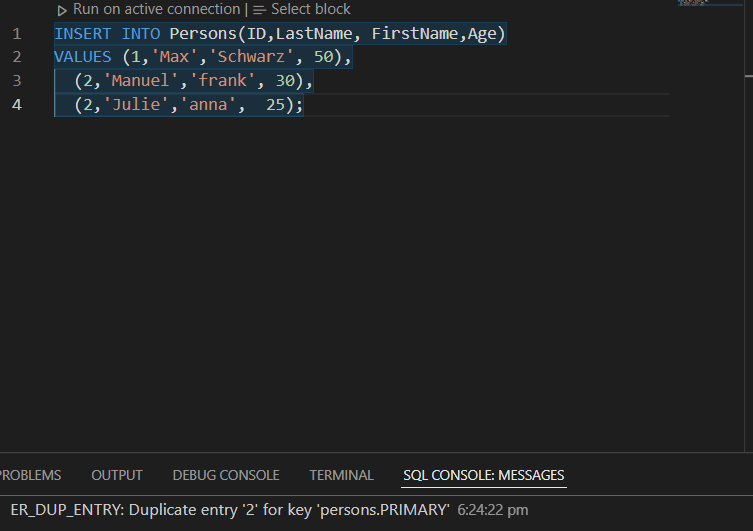 Run on active connection | Select block
1 INSERT INTO Persons(ID,LastName, FirstName,Age)
2 VALUES (1,'Max','Schwarz', 50),
3 (2,'Manuel','frank', 30),
4 (2,'Julie','anna',  25);
PROBLEMS OUTPUT DEBUG CONSOLE TERMINAL SQL CONSOLE: MESSAGES
ER_DUP_ENTRY: Duplicate entry '2' for key 'persons.PRIMARY' 6:24:22 pm